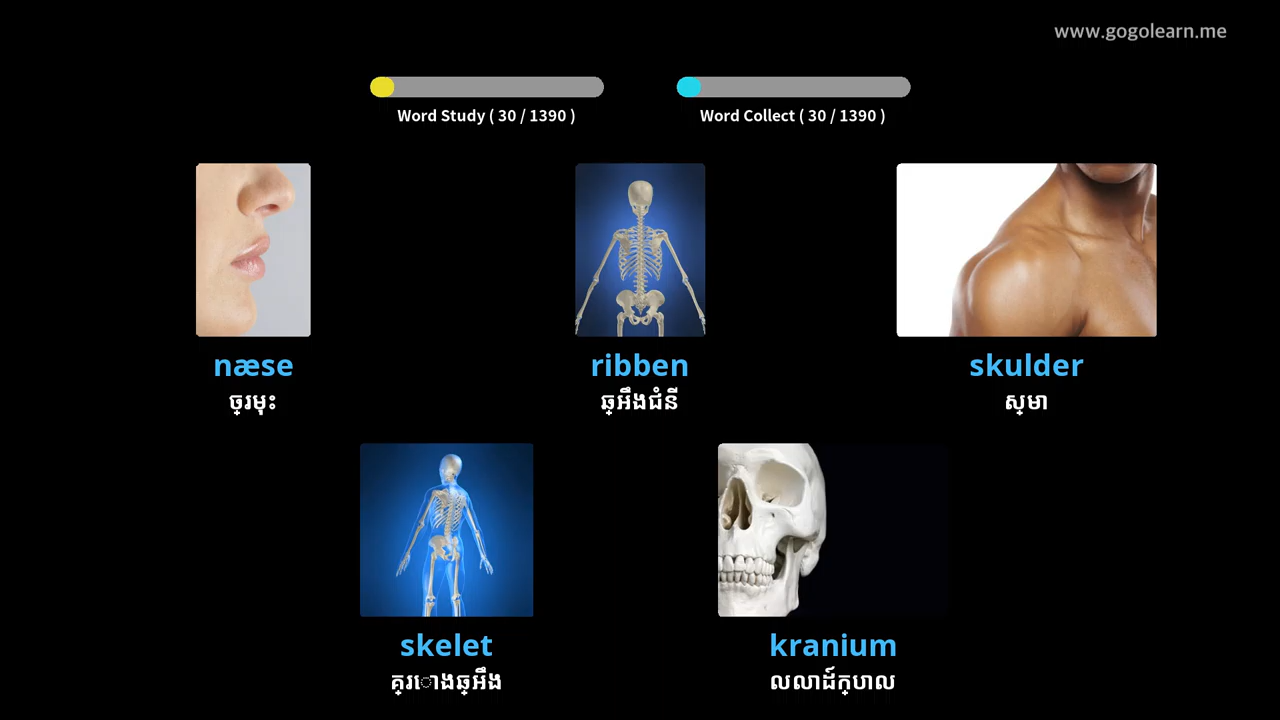 www.gogolearn.me
Word Study ( 30 / 1390 )
Word Collect ( 30 / 1390 )
næse
ribben
skulder
ច្រមុះ
ឆ្អឹងជំនី
ស្មា
skelet
kranium
គ្រោងឆ្អឹង
លលាដ៍ក្បាល